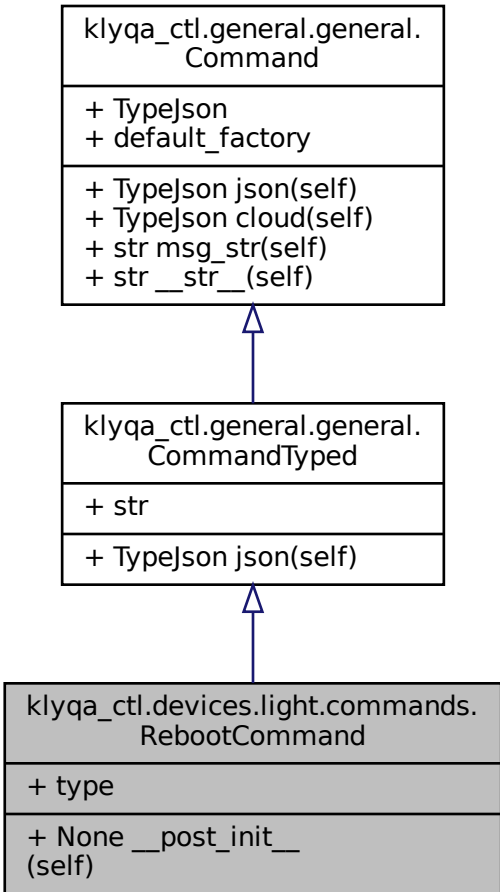 klyqa_ctl.general.general.
Command
+ TypeJson
+ default_factory
+ TypeJson json(self)
+ TypeJson cloud(self)
+ str msg_str(self)
+ str __str__(self)
klyqa_ctl.general.general.
CommandTyped
+ str
+ TypeJson json(self)
klyqa_ctl.devices.light.commands.
RebootCommand
+ type
+ None __post_init__
(self)